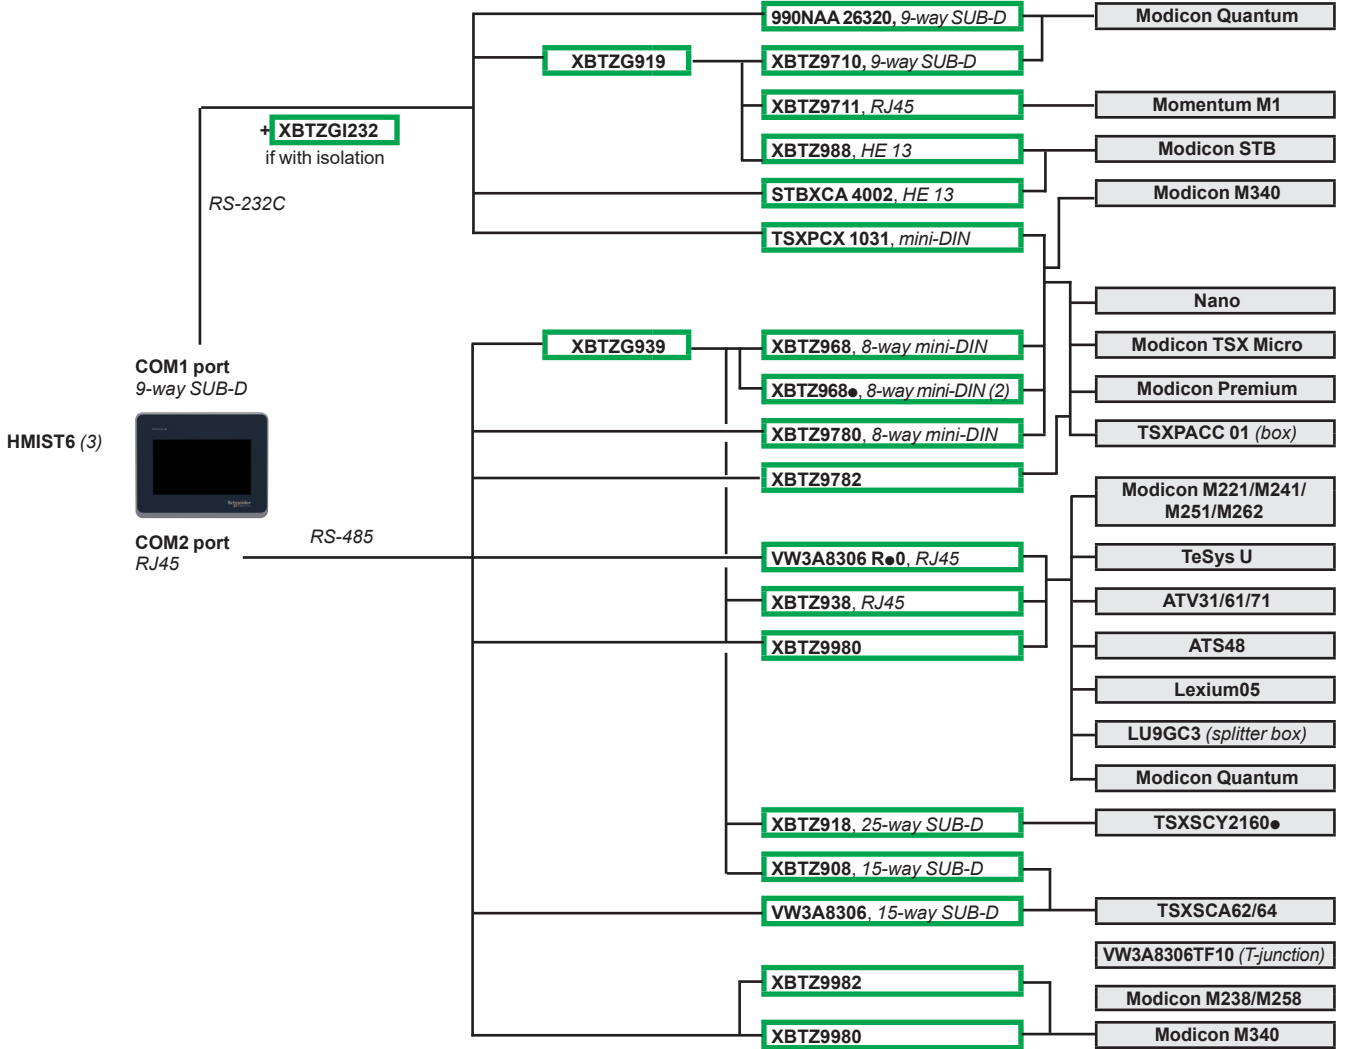 990NAA 26320, 9-way SUB-D
Modicon Quantum
XBTZG919
XBTZ9710, 9-way SUB-D
XBTZ9711, RJ45
Momentum M1
+ XBTZGI232
if with isolation
XBTZ988, HE 13
Modicon STB
RS-232C
STBXCA 4002, HE 13
Modicon M340
TSXPCX 1031, mini-DIN
Nano
XBTZG939
XBTZ968, 8-way mini-DIN
Modicon TSX Micro
COM1 port
9-way SUB-D
XBTZ968●, 8-way mini-DIN (2)
Modicon Premium
HMIST6 (3)
XBTZ9780, 8-way mini-DIN
TSXPACC 01 (box)
XBTZ9782
Modicon M221/M241/
M251/M262
Schneider
COM2 port
RJ45
RS-485
VW3A8306 R●0, RJ45
TeSys U
XBTZ938, RJ45
ATV31/61/71
XBTZ9980
ATS48
Lexium05
LU9GC3 (splitter box)
Modicon Quantum
XBTZ918, 25-way SUB-D
TSXSCY2160●
XBTZ908, 15-way SUB-D
VW3A8306, 15-way SUB-D
TSXSCA62/64
VW3A8306TF10 (T-junction)
XBTZ9982
Modicon M238/M258
XBTZ9980
Modicon M340